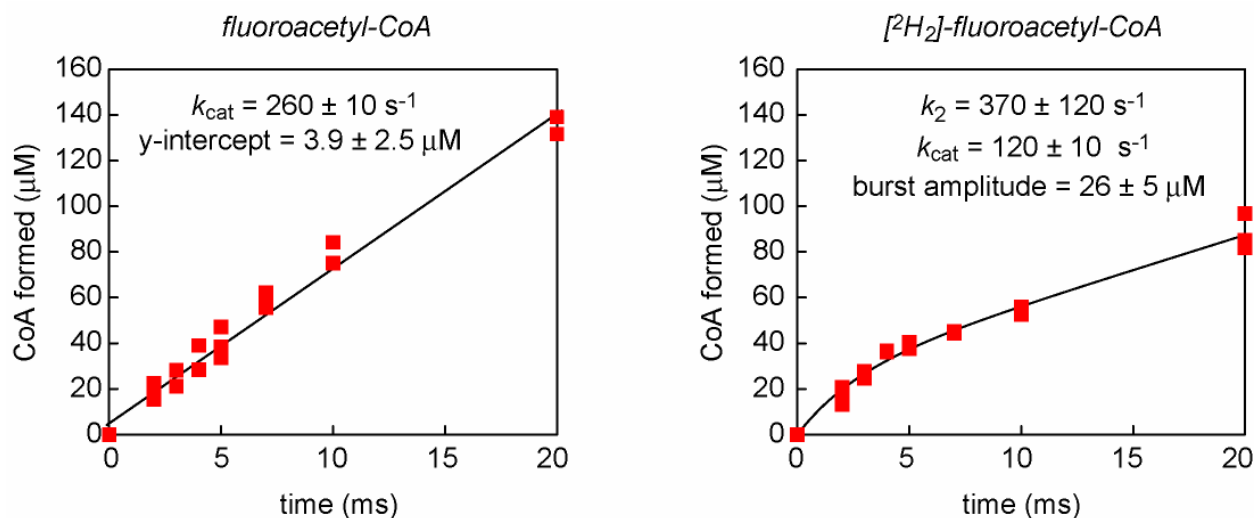 fluoroacetyl-CoA
160
140
120
100
80
60
40
20
0
CoA formed (μM)
k_cat = 260 ± 10 s⁻¹
y-intercept = 3.9 ± 2.5 μM
0 5 10 15 20
time (ms)
[²H₂]-fluoroacetyl-CoA
160
140
120
100
80
60
40
20
0
CoA formed (μM)
k₂ = 370 ± 120 s⁻¹
k_cat = 120 ± 10 s⁻¹
burst amplitude = 26 ± 5 μM
0 5 10 15 20
time (ms)